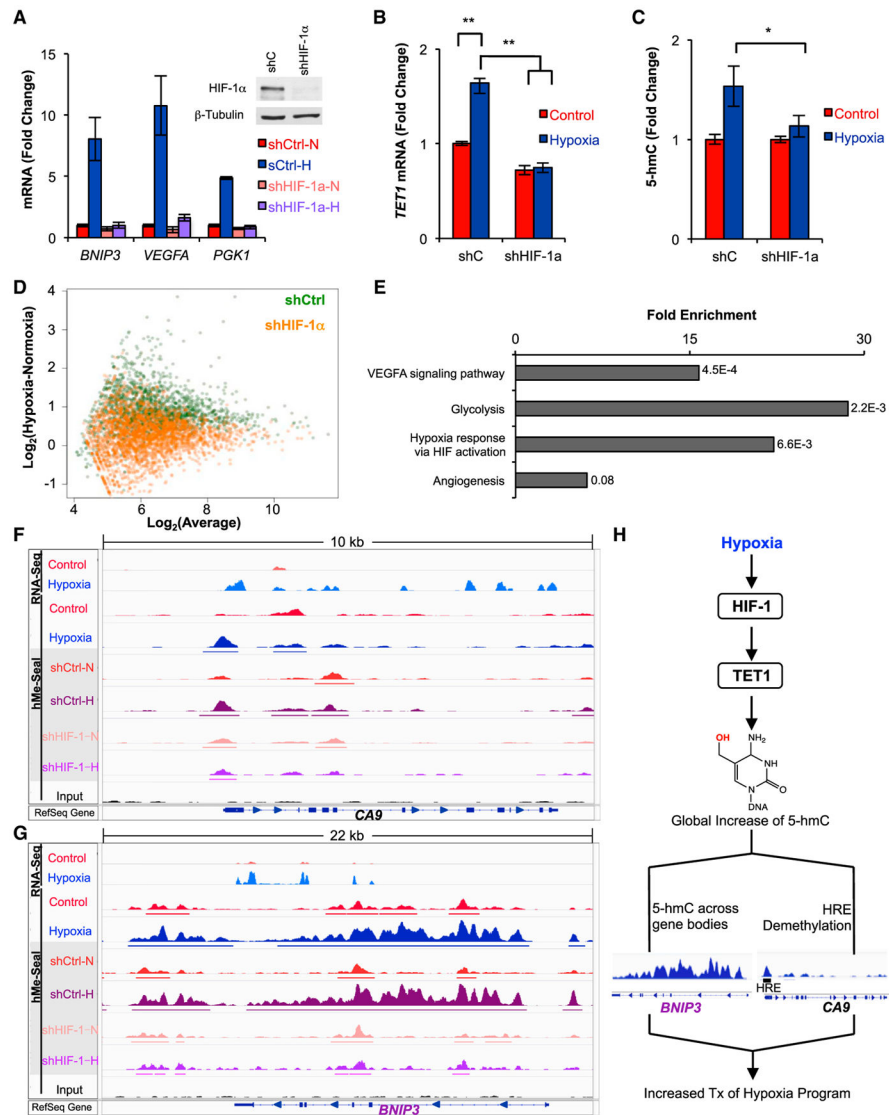 A
mRNA (Fold Change)
15
10
5
0
BNIP3
VEGFA
PGK1
shC
shHIF-1α
HIF-1α
β-Tubulin
shCtrl-N
sCtrl-H
shHIF-1a-N
shHIF-1a-H
B
TET1 mRNA (Fold Change)
2
1
0
**
**
Control
Hypoxia
shC
shHIF-1a
C
5-hmC (Fold Change)
2
1
0
*
Control
Hypoxia
shC
shHIF-1a
D
Log2(Hypoxia-Normoxia)
4
3
2
1
0
-1
shCtrl
shHIF-1α
4
6
8
10
Log2(Average)
E
Fold Enrichment
0
15
30
VEGFA signaling pathway
4.5E-4
Glycolysis
2.2E-3
Hypoxia response
via HIF activation
6.6E-3
Angiogenesis
0.08
F
10 kb
RNA-Seq
Control
Hypoxia
hMe-Seal
Control
Hypoxia
shCtrl-N
shCtrl-H
shHIF-1-N
shHIF-1-H
Input
RefSeq Gene
CA9
G
22 kb
RNA-Seq
Control
Hypoxia
hMe-Seal
Control
Hypoxia
shCtrl-N
shCtrl-H
shHIF-1-N
shHIF-1-H
Input
RefSeq Gene
BNIP3
H
Hypoxia
HIF-1
TET1
OH
NH2
NH
N
O
DNA
Global Increase of 5-hmC
5-hmC across
gene bodies
HRE
Demethylation
HRE
BNIP3
CA9
Increased Tx of Hypoxia Program